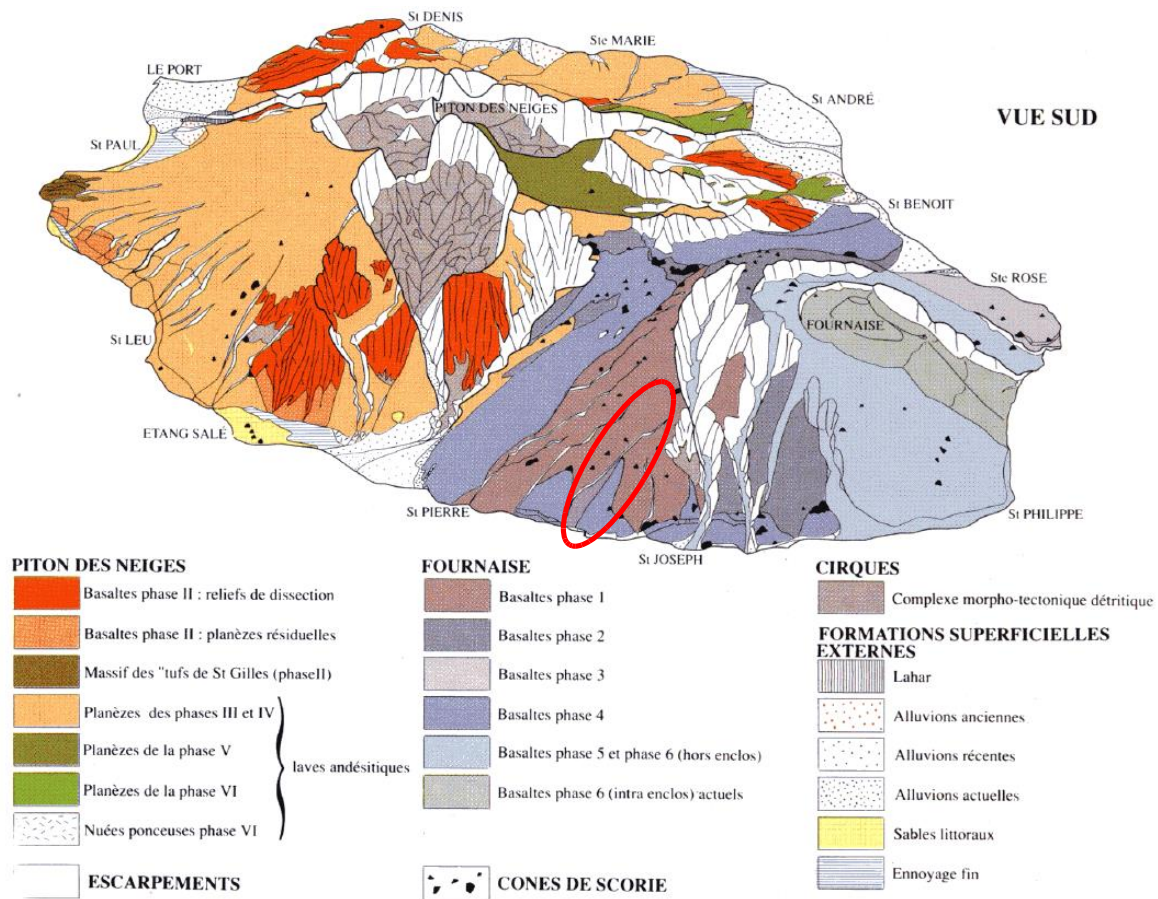 St DENIS
Ste MARIE
LE PORT
St ANDRÉ
PITON DES NEIGES
VUE SUD
St PAUL
St BENOIT
Ste ROSE
FOURNAISE
St LEU
ETANG SALÉ
St PIERRE
St PHILIPPE
St JOSEPH
PITON DES NEIGES
Basaltes phase II : reliefs de dissection
Basaltes phase II : planèzes résiduelles
Massif des "tufs de St Gilles (phaseII)
Planèzes des phases III et IV
Planèzes de la phase V
Planèzes de la phase VI
Nuées ponceuses phase VI
laves andésitiques
ESCARPEMENTS
FOURNAISE
Basaltes phase 1
Basaltes phase 2
Basaltes phase 3
Basaltes phase 4
Basaltes phase 5 et phase 6 (hors enclos)
Basaltes phase 6 (intra enclos) actuels
CONES DE SCORIE
CIRQUES
Complexe morpho-tectonique détritique
FORMATIONS SUPERFICIELLES
EXTERNES
Lahar
Alluvions anciennes
Alluvions récentes
Alluvions actuelles
Sables littoraux
Ennoyage fin